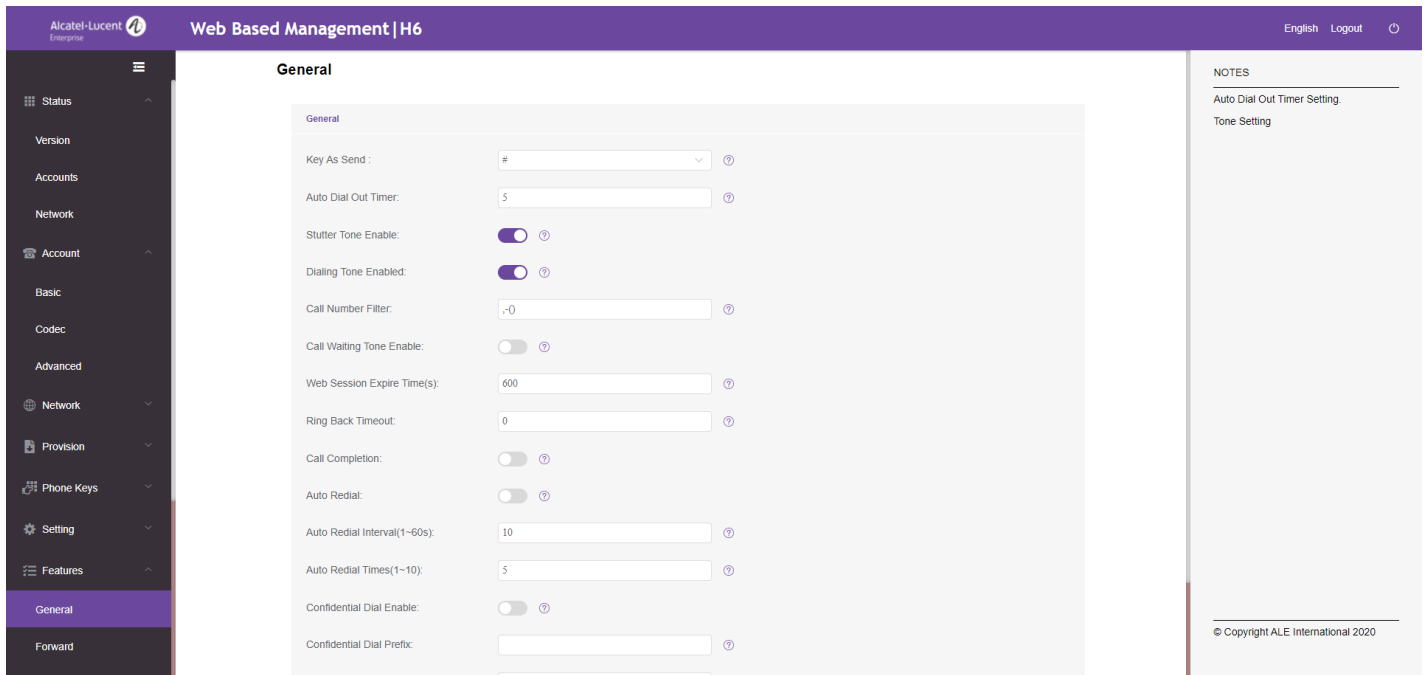 Alcatel·Lucent
Enterprise
Web Based Management|H6
English Logout
Status
Version
Accounts
Network
Account
Basic
Codec
Advanced
Network
Provision
Phone Keys
Setting
Features
General
Forward
General
General
Key As Send :
#
Auto Dial Out Timer:
5
Stutter Tone Enable:
Dialing Tone Enabled:
Call Number Filter:
,-()
Call Waiting Tone Enable:
Web Session Expire Time(s):
600
Ring Back Timeout:
0
Call Completion:
Auto Redial:
Auto Redial Interval(1~60s):
10
Auto Redial Times(1~10):
5
Confidential Dial Enable:
Confidential Dial Prefix:
NOTES
Auto Dial Out Timer Setting.
Tone Setting
© Copyright ALE International 2020